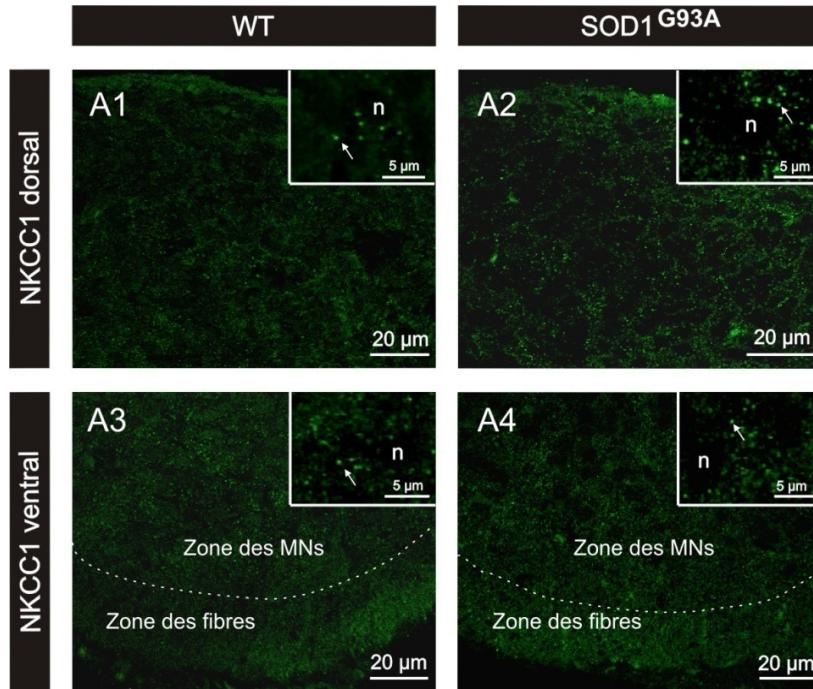 WT
SOD1G93A
NKCC1 dorsal
A1
n
5 µm
20 µm
A2
n
5 µm
20 µm
NKCC1 ventral
A3
n
5 µm
Zone des MNs
Zone des fibres
20 µm
A4
n
5 µm
Zone des MNs
Zone des fibres
20 µm